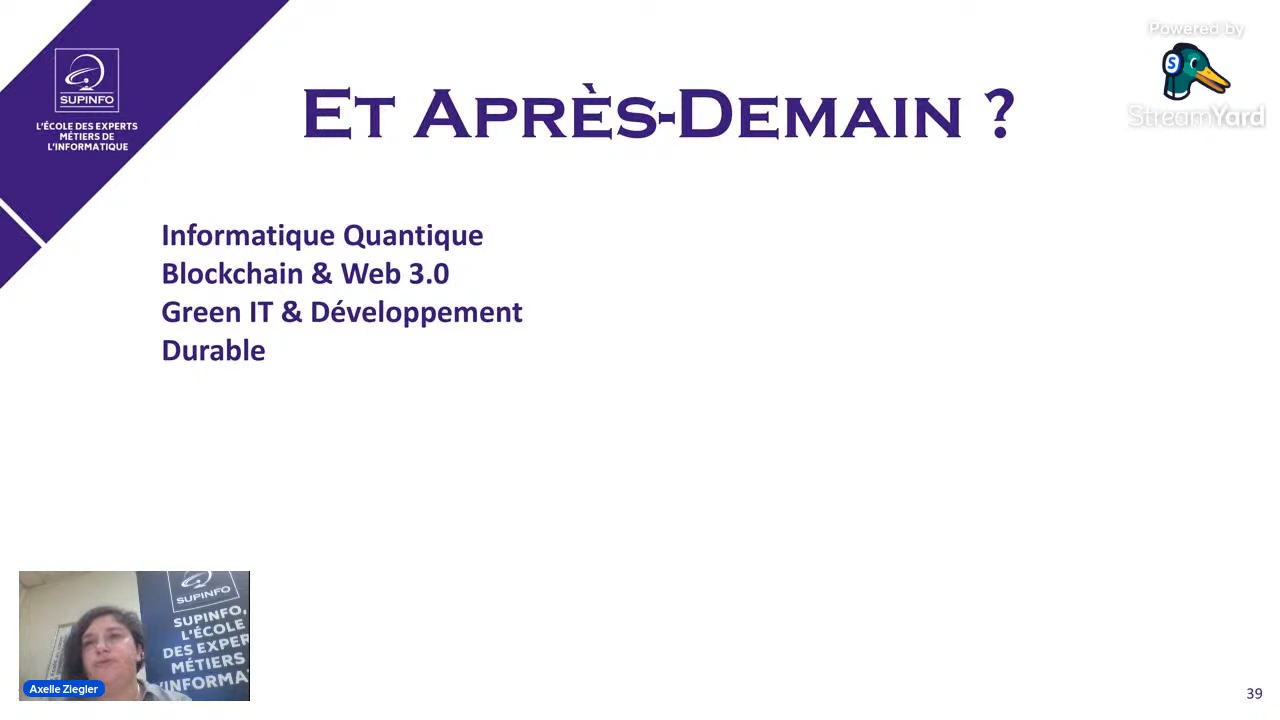 Powered by
StreamYard
S
SUPINFO
L'ÉCOLE DES EXPERTS
MÉTIERS DE
L'INFORMATIQUE
ET APRÈS-DEMAIN ?
Informatique Quantique
Blockchain & Web 3.0
Green IT & Développement
Durable
SUPINFO
SUPINFO,
L'ÉCOLE
DES EXPER
MÉTIERS
L'INFORMA
Axelle Ziegler
39